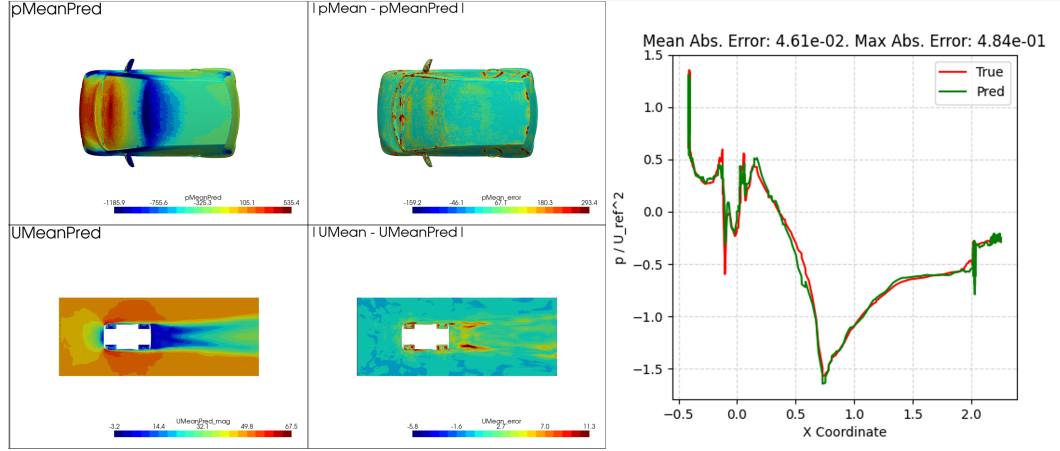 pMeanPred
| pMean - pMeanPred |
pMeanPred
-1185.9 -755.6 -325.3 105.1 535.4
pMean_error
-159.2 -46.1 67.1 180.3 293.4
UMeanPred
| UMean - UMeanPred |
UMeanPred_mag
-3.2 14.4 32.1 49.8 67.5
UMean_error
-5.8 -1.6 2.7 7.0 11.3
Mean Abs. Error: 4.61e-02. Max Abs. Error: 4.84e-01
True
Pred
p / U_ref^2
1.5
1.0
0.5
0.0
−0.5
−1.0
−1.5
−0.5 0.0 0.5 1.0 1.5 2.0
X Coordinate